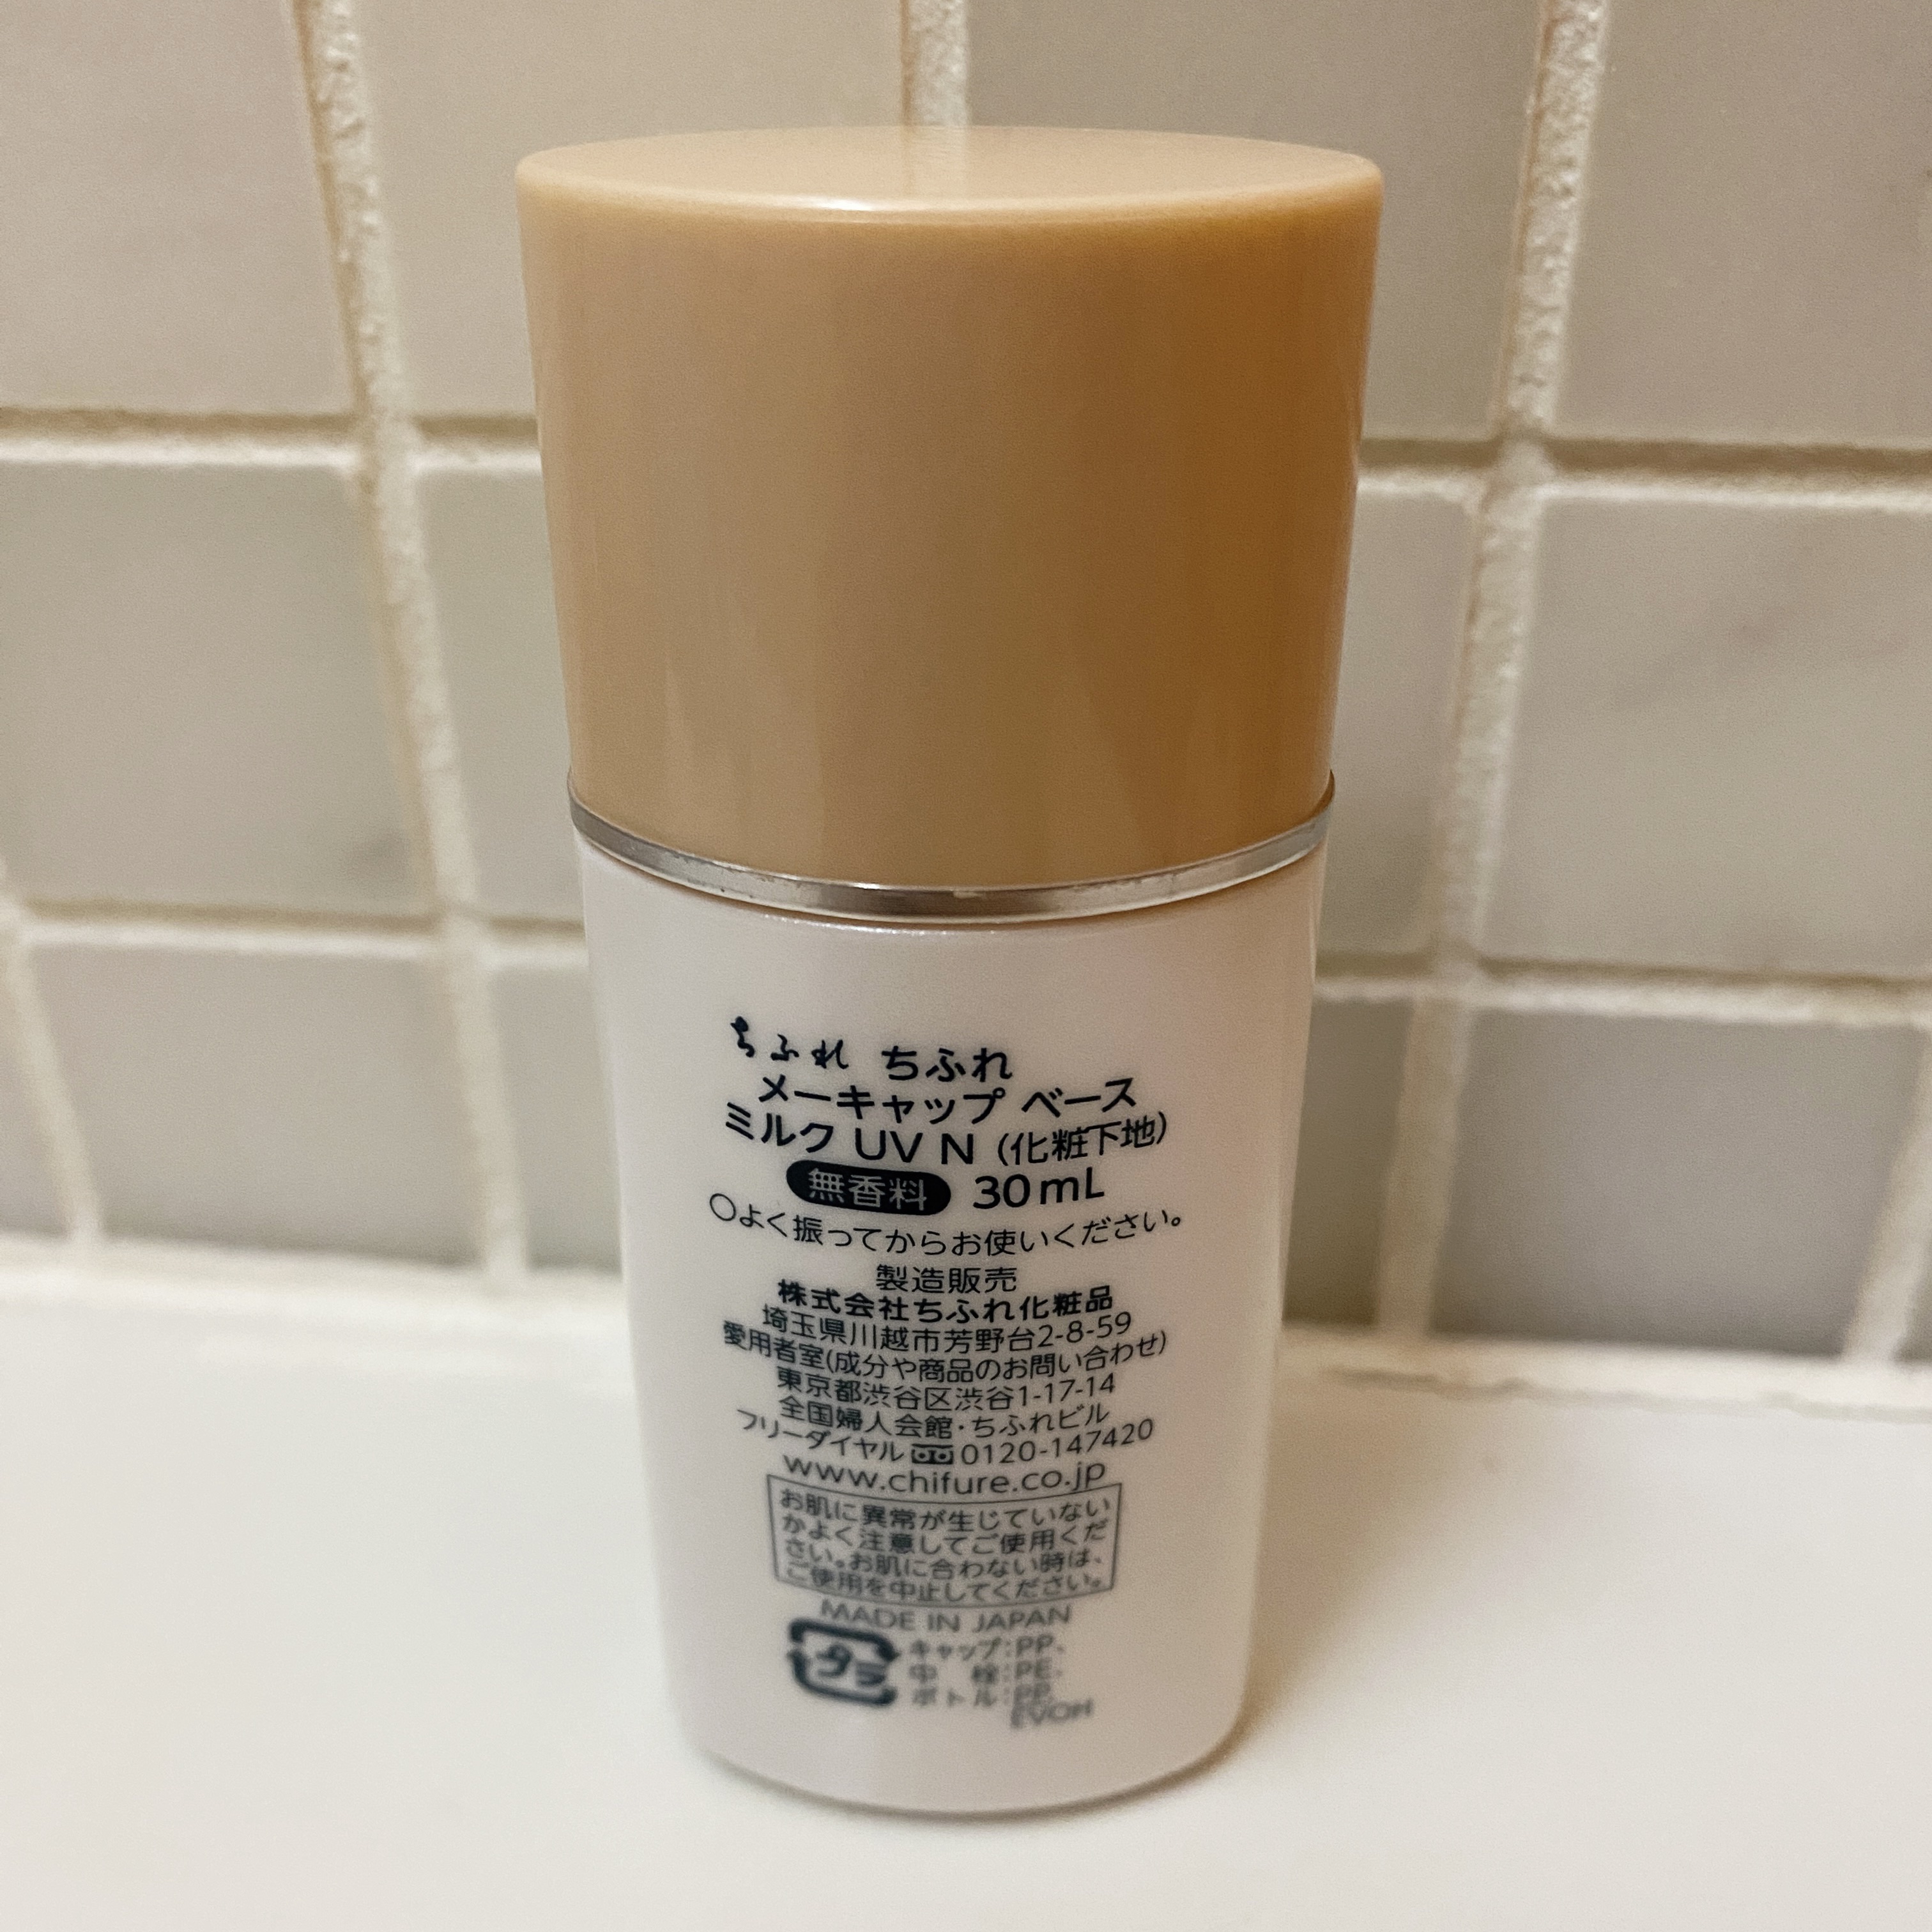 ちふれ ちふれ
メーキャップ ベース
ミルク UV N (化粧下地)
無香料 30mL
○よく振ってからお使いください。
製造販売
株式会社ちふれ化粧品
埼玉県川越市芳野台2-8-59
愛用者室(成分や商品のお問い合わせ)
東京都渋谷区渋谷1-17-14
全国婦人会館・ちふれビル
フリーダイヤル 0120-147420
www.chifure.co.jp
お肌に異常が生じていない
かよく注意してご使用くだ
さい。お肌に合わない時は、
ご使用を中止してください。
MADE IN JAPAN
プラ
キャップ:PP、
中 栓:PE、
ボトル:PP,
EVOH